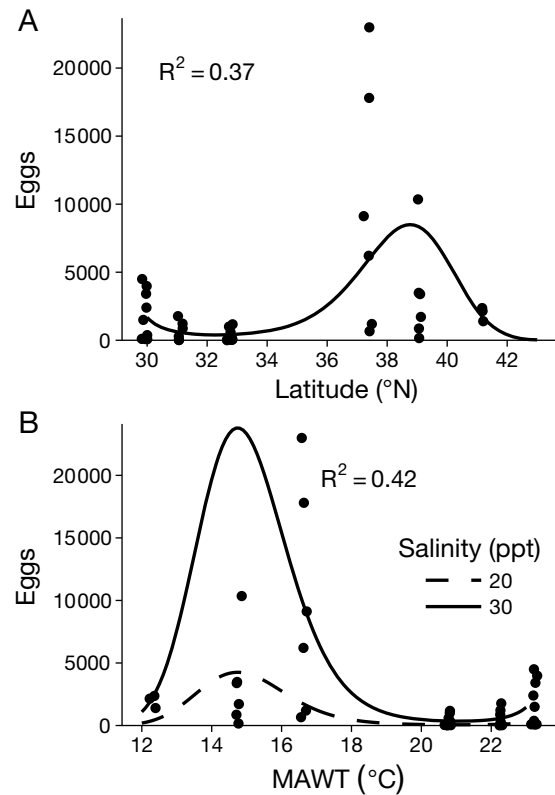 A
Eggs
R² = 0.37
20000
15000
10000
5000
0
30 32 34 36 38 40 42
Latitude (°N)
B
Eggs
R² = 0.42
20000
15000
10000
5000
0
Salinity (ppt)
20
30
12 14 16 18 20 22
MAWT (°C)